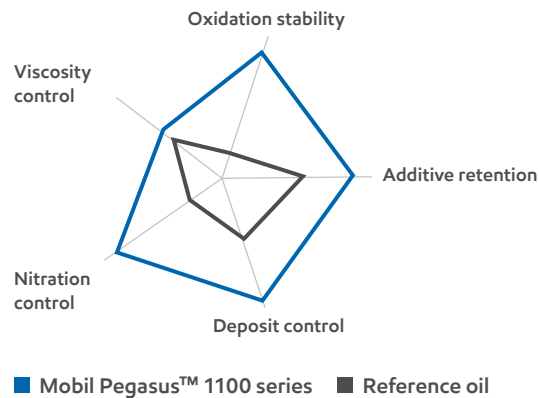 Oxidation stability
Viscosity
control
Additive retention
Nitration
control
Deposit control
Mobil Pegasus™ 1100 series
Reference oil